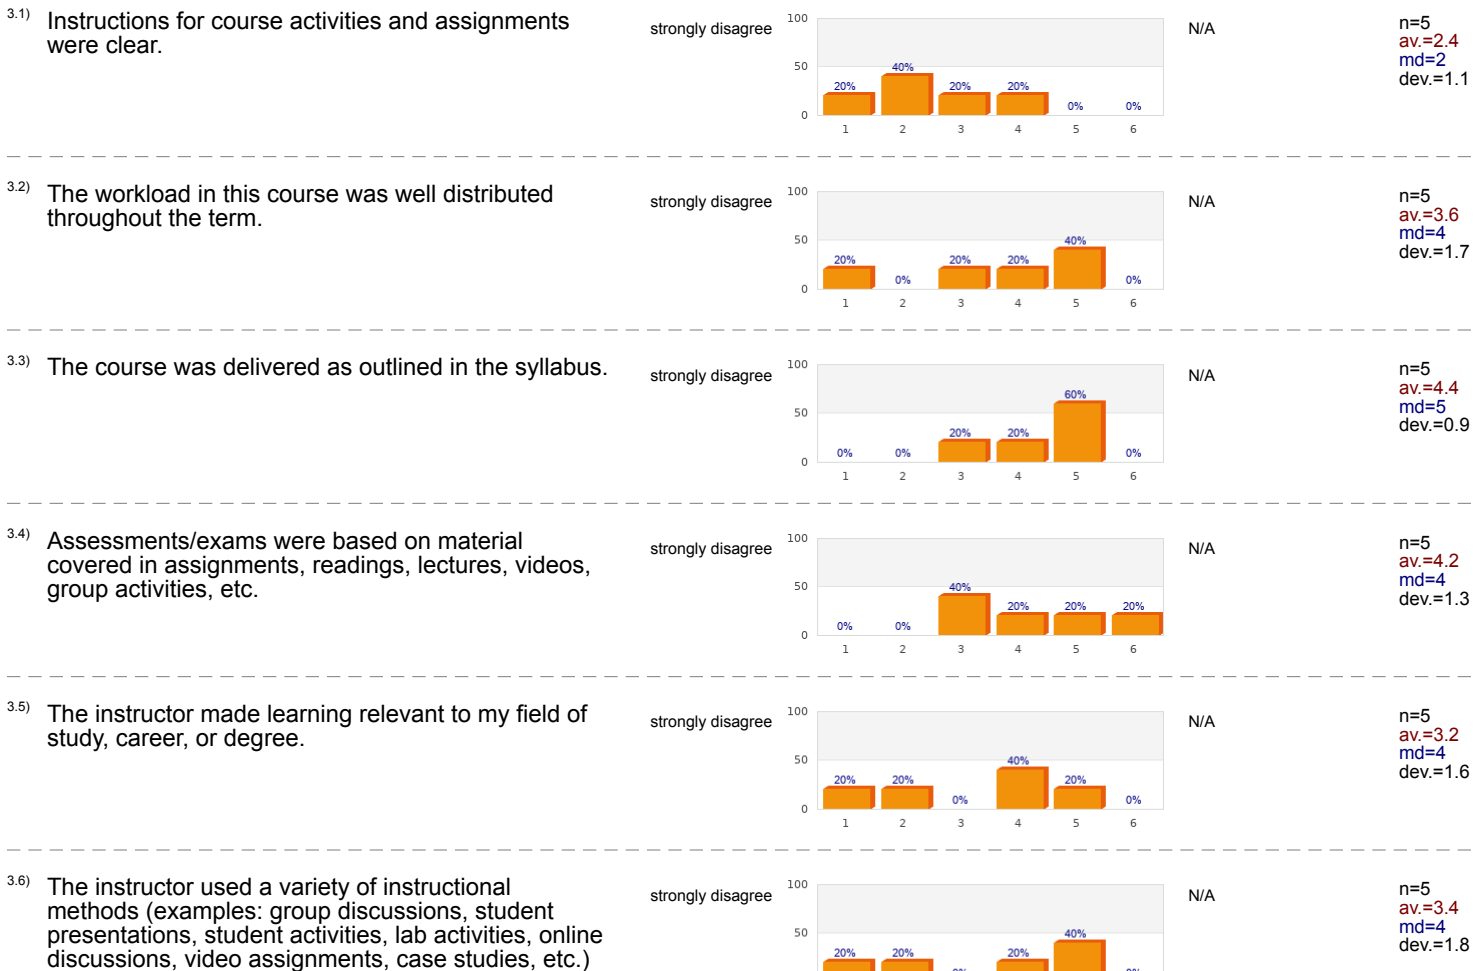 3.1) Instructions for course activities and assignments
were clear.
strongly disagree
100
50
0
20%
40%
20%
20%
0%
0%
1 2 3 4 5 6
N/A
n=5
av.=2.4
md=2
dev.=1.1
3.2) The workload in this course was well distributed
throughout the term.
strongly disagree
100
50
0
20%
0%
20%
20%
40%
0%
1 2 3 4 5 6
N/A
n=5
av.=3.6
md=4
dev.=1.7
3.3) The course was delivered as outlined in the syllabus.
strongly disagree
100
50
0
0%
0%
20%
20%
60%
0%
1 2 3 4 5 6
N/A
n=5
av.=4.4
md=5
dev.=0.9
3.4) Assessments/exams were based on material
covered in assignments, readings, lectures, videos,
group activities, etc.
strongly disagree
100
50
0
0%
0%
40%
20%
20%
20%
1 2 3 4 5 6
N/A
n=5
av.=4.2
md=4
dev.=1.3
3.5) The instructor made learning relevant to my field of
study, career, or degree.
strongly disagree
100
50
0
20%
20%
0%
40%
20%
0%
1 2 3 4 5 6
N/A
n=5
av.=3.2
md=4
dev.=1.6
3.6) The instructor used a variety of instructional
methods (examples: group discussions, student
presentations, student activities, lab activities, online
discussions, video assignments, case studies, etc.)
strongly disagree
100
50
20%
20%
20%
40%
N/A
n=5
av.=3.4
md=4
dev.=1.8